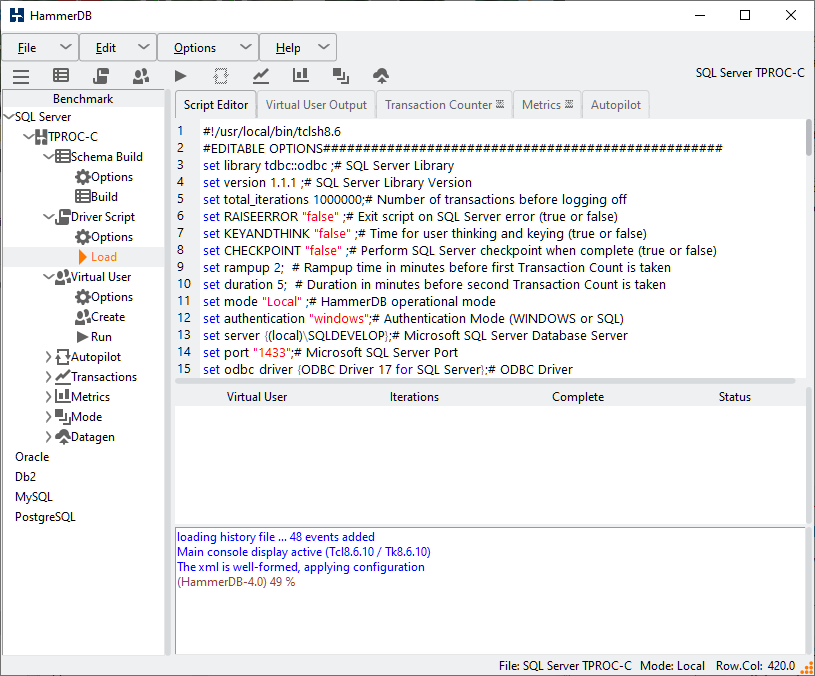 HammerDB
File Edit Options Help
SQL Server TPROC-C
Benchmark
SQL Server
TPROC-C
Schema Build
Options
Build
Driver Script
Options
Load
Virtual User
Options
Create
Run
Autopilot
Transactions
Metrics
Mode
Datagen
Oracle
Db2
MySQL
PostgreSQL
Script Editor Virtual User Output Transaction Counter Metrics Autopilot
1 #!/usr/local/bin/tclsh8.6
2 #EDITABLE OPTIONS##################################################
3 set library tdbc::odbc ;# SQL Server Library
4 set version 1.1.1 ;# SQL Server Library Version
5 set total_iterations 1000000;# Number of transactions before logging off
6 set RAISEERROR "false" ;# Exit script on SQL Server error (true or false)
7 set KEYANDTHINK "false" ;# Time for user thinking and keying (true or false)
8 set CHECKPOINT "false" ;# Perform SQL Server checkpoint when complete (true or false)
9 set rampup 2;  # Rampup time in minutes before first Transaction Count is taken
10 set duration 5;  # Duration in minutes before second Transaction Count is taken
11 set mode "Local" ;# HammerDB operational mode
12 set authentication "windows";# Authentication Mode (WINDOWS or SQL)
13 set server {(local)\SQLDEVELOP};# Microsoft SQL Server Database Server
14 set port "1433";# Microsoft SQL Server Port
15 set odbc driver {ODBC Driver 17 for SQL Server};# ODBC Driver
Virtual User Iterations Complete Status
loading history file ... 48 events added
Main console display active (Tcl8.6.10 / Tk8.6.10)
The xml is well-formed, applying configuration
(HammerDB-4.0) 49 %
File: SQL Server TPROC-C Mode: Local Row.Col: 420.0